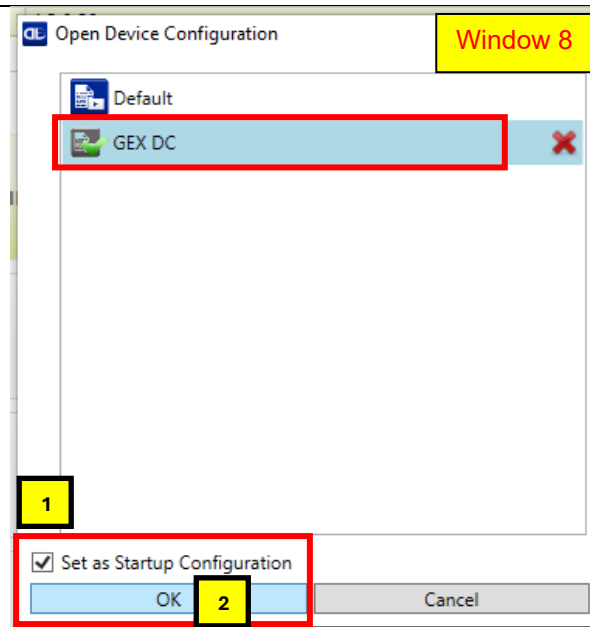 Open Device Configuration
Window 8
Default
GEX DC
1
Set as Startup Configuration
OK
2
Cancel